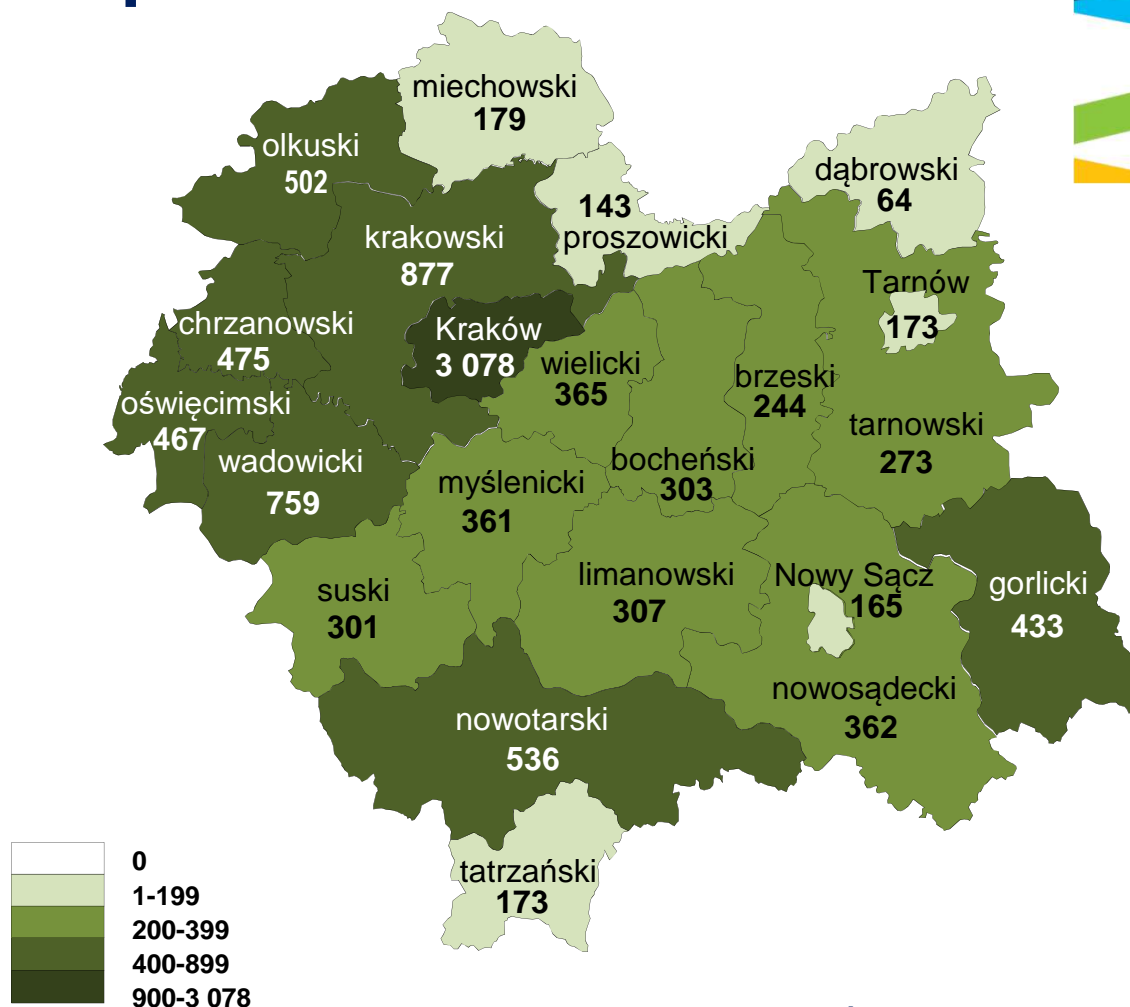 miechowski
179
olkuski
502
dąbrowski
64
143
proszowicki
krakowski
877
Tarnów
173
chrzanowski
475
Kraków
3 078
wielicki
365
brzeski
244
oświęcimski
467
tarnowski
273
wadowicki
759
bocheński
303
myślenicki
361
limanowski
307
Nowy Sącz
165
gorlicki
433
suski
301
nowosądecki
362
nowotarski
536
tatrzański
173
0
1-199
200-399
400-899
900-3 078